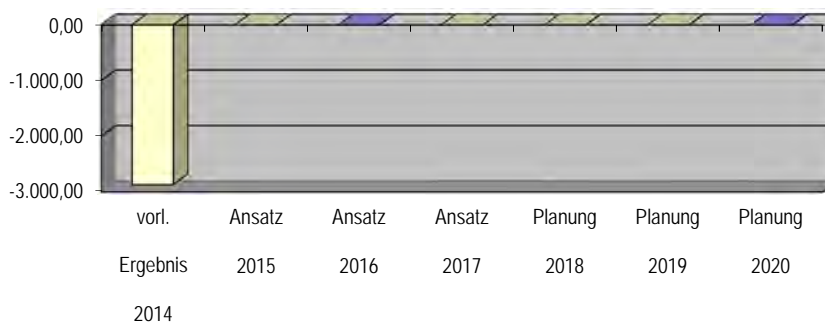 0,00
-1.000,00
-2.000,00
-3.000,00
vorl. Ansatz Ansatz Ansatz Planung Planung Planung
Ergebnis 2015 2016 2017 2018 2019 2020
2014